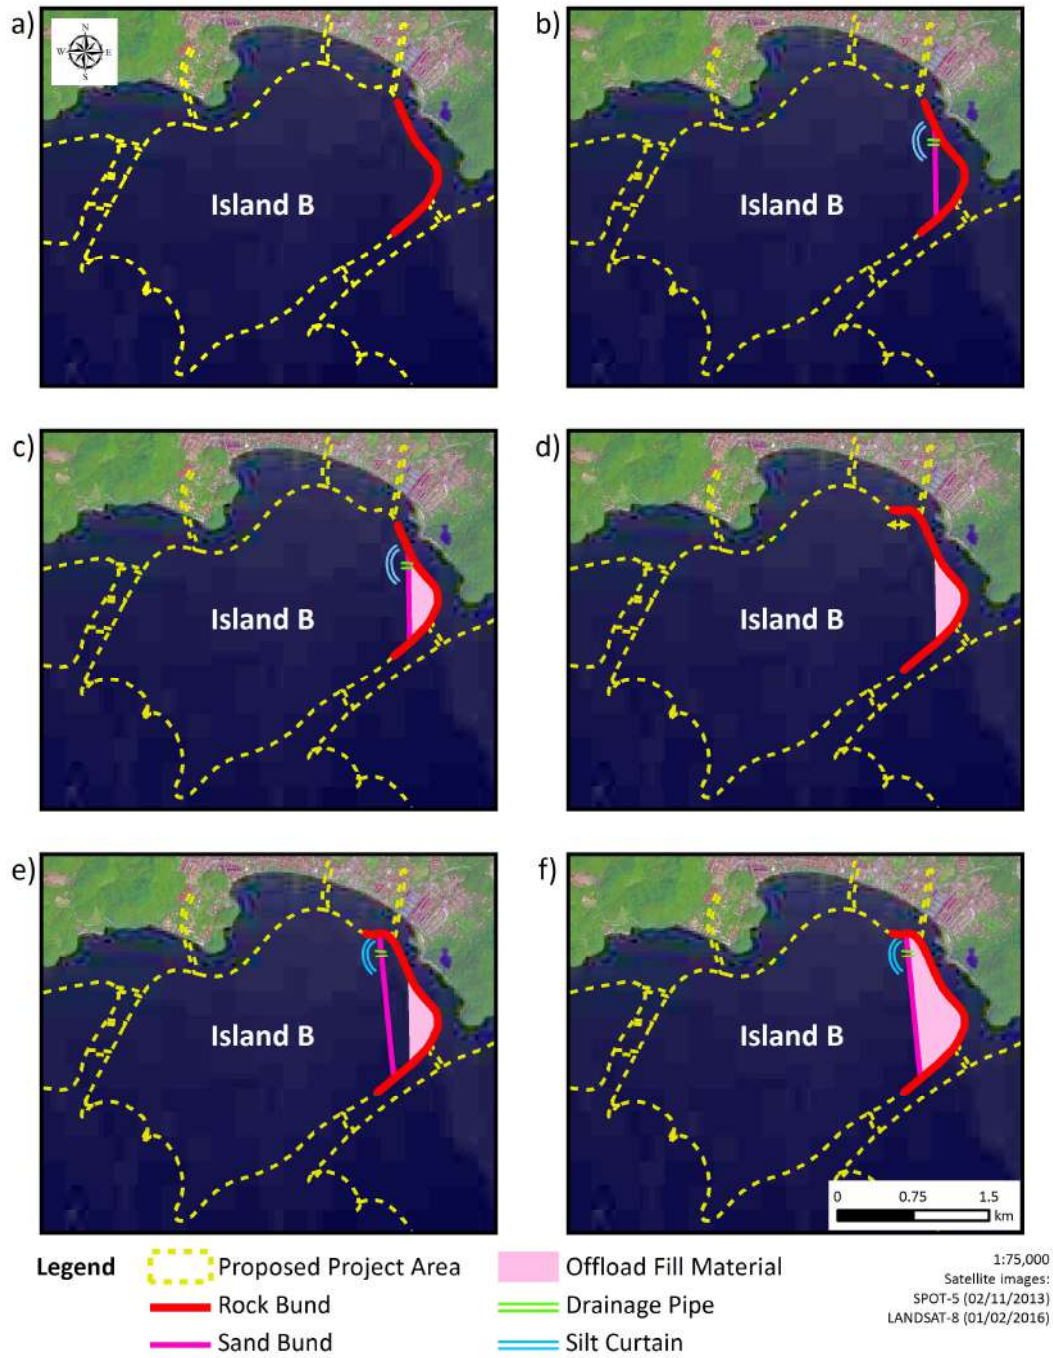 a)
N
W E
S
Island B
b)
Island B
c)
Island B
d)
Island B
e)
Island B
f)
Island B
0 0.75 1.5
km
Legend
Proposed Project Area
Rock Bund
Sand Bund
Offload Fill Material
Drainage Pipe
Silt Curtain
1:75,000
Satellite images:
SPOT-5 (02/11/2013)
LANDSAT-8 (01/02/2016)